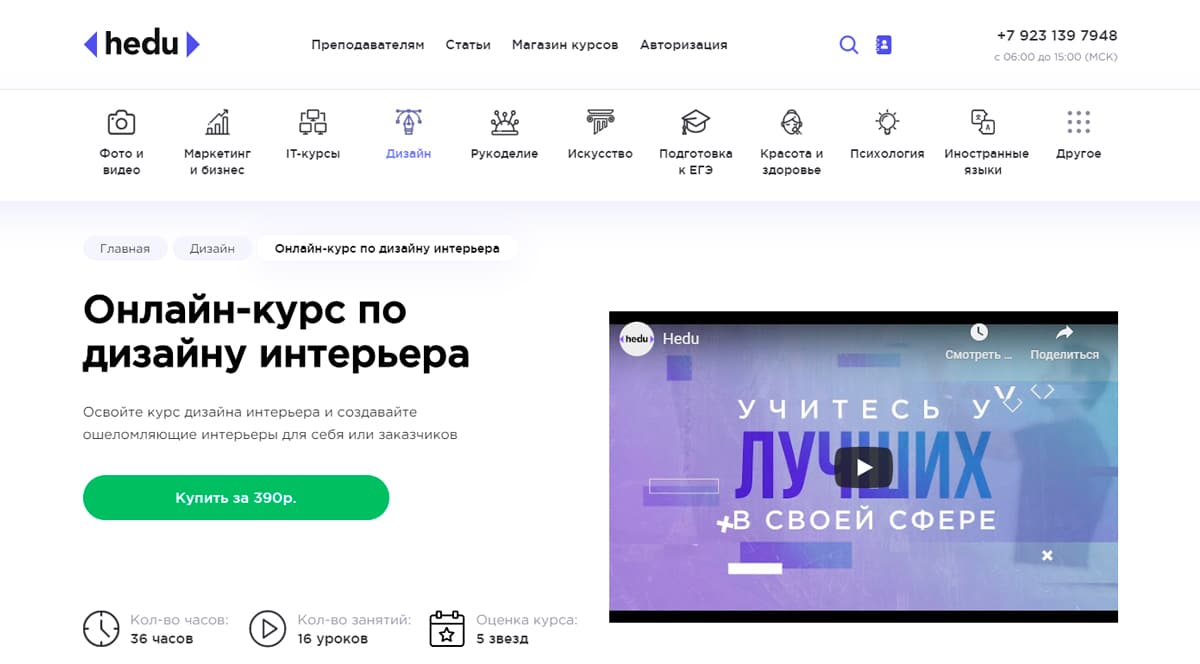 hedu
Преподавателям Статьи Магазин курсов Авторизация
+7 923 139 7948
с 06:00 до 15:00 (МСК)
Фото и
видео
Маркетинг
и бизнес
IT-курсы
Дизайн
Рукоделие
Искусство
Подготовка
к ЕГЭ
Красота и
здоровье
Психология
Иностранные
языки
Другое
Главная Дизайн Онлайн-курс по дизайну интерьера
Онлайн-курс по
дизайну интерьера
Освойте курс дизайна интерьера и создавайте
ошеломляющие интерьеры для себя или заказчиков
Купить за 390р.
Кол-во часов:
36 часов
Кол-во занятий:
16 уроков
Оценка курса:
5 звезд
hedu
Hedu
Смотреть ...
Поделиться
УЧИТЕСЬ У
ЛУЧШИХ
В СВОЕЙ СФЕРЕ